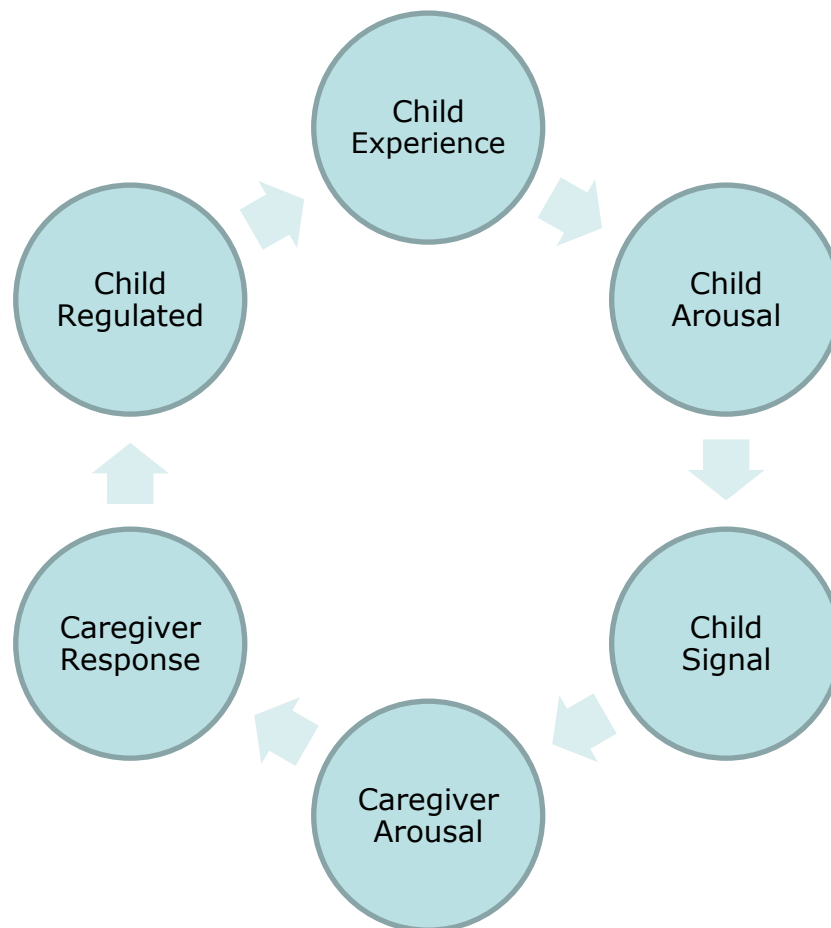 Child
Experience
Child
Arousal
Child
Signal
Caregiver
Arousal
Caregiver
Response
Child
Regulated